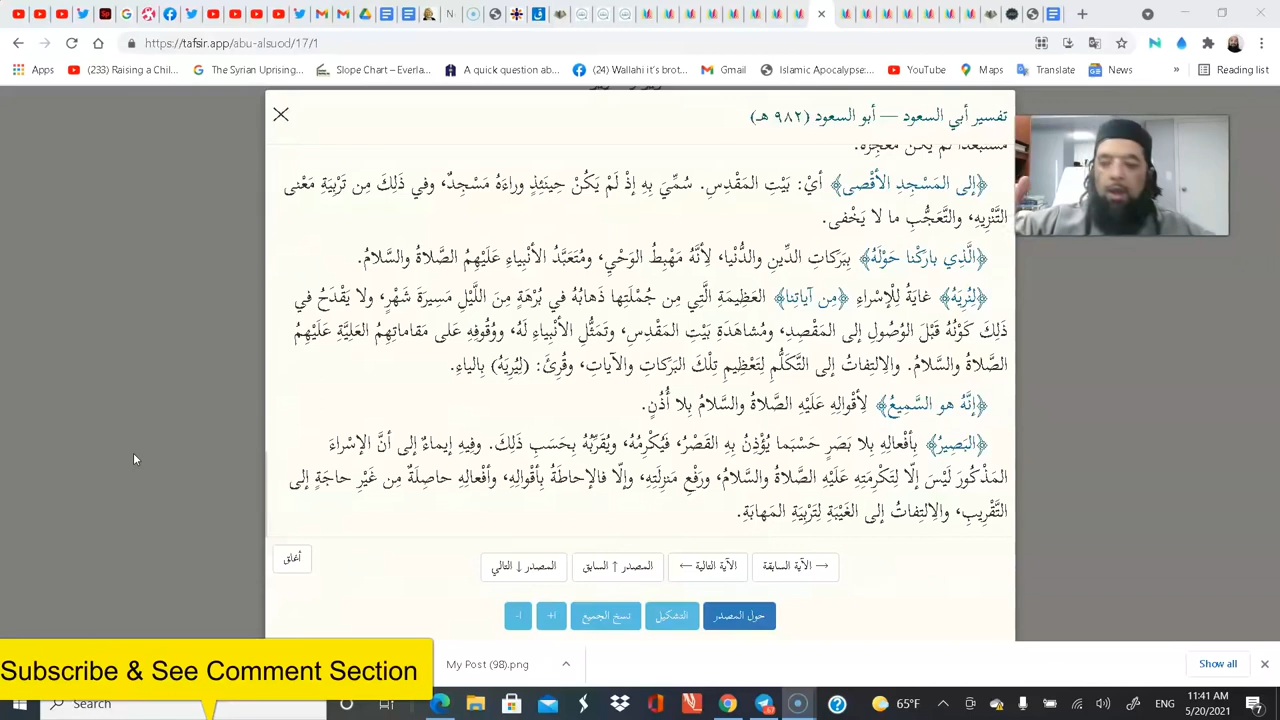 https://tafsir.app/abu-alsuod/17/1
Apps
(233) Raising a Chil...
The Syrian Uprising...
Slope Chart – Everla...
A quick question ab...
(24) Wallahi it's brot...
Gmail
Islamic Apocalypse:...
YouTube
Maps
Translate
News
»
Reading list
تفسير أبي السعود — أبو السعود (٩٨٢ هـ)
﴿إلى المَسْجِدِ الأقْصى﴾ أيْ: بَيْتِ المَقْدِسِ. سُمِّيَ بِهِ إذْ لَمْ يَكُنْ حِينَئِذٍ وراءَهُ مَسْجِدٌ، وفي ذَلِكَ مِن تَرْبِيَةِ مَعْنى
التَّنْزِيهِ، والتَّعَجُّبِ ما لا يَخْفى.
﴿الَّذِي بارَكْنا حَوْلَهُ﴾ بِبَرَكاتِ الدِّينِ والدُّنْيا، لِأنَّهُ مَهْبِطُ الوَحْيِ، ومُتَعَبَّدُ الأنْبِياءِ عَلَيْهِمُ الصَّلاةُ والسَّلامُ.
﴿لِنُرِيَهُ﴾ غايَةٌ لِلْإسْراءِ ﴿مِن آياتِنا﴾ العَظِيمَةِ الَّتِي مِن جُمْلَتِها ذَهابُهُ في بُرْهَةٍ مِنَ اللَّيْلِ مَسِيرَةَ شَهْرٍ، ولا يَقْدَحُ في
ذَلِكَ كَوْنُهُ قَبْلَ الوُصُولِ إلى المَقْصِدِ، ومُشاهَدَةِ بَيْتِ المَقْدِسِ، وتَمَثُّلِ الأنْبِياءِ لَهُ، ووُقُوفِهِ عَلى مَقاماتِهِمُ العَلِيَّةِ عَلَيْهِمُ
الصَّلاةُ والسَّلامُ. والِالتِفاتُ إلى التَّكَلُّمِ لِتَعْظِيمِ تِلْكَ البَرَكاتِ والآياتِ، وقُرِئَ: (لِيُرِيَهُ) بِالياءِ.
﴿إنَّهُ هو السَّمِيعُ﴾ لِأقْوالِهِ عَلَيْهِ الصَّلاةُ والسَّلامُ بِلا أُذُنٍ.
﴿البَصِيرُ﴾ بِأفْعالِهِ بِلا بَصَرٍ حَسْبَما يُؤْذِنُ بِهِ القَصْرُ، فَيُكْرِمُهُ، ويُقَرِّبُهُ بِحَسَبِ ذَلِكَ. وفِيهِ إيماءٌ إلى أنَّ الإسْراءَ
المَذْكُورَ لَيْسَ إلّا لِتَكْرِمَتِهِ عَلَيْهِ الصَّلاةُ والسَّلامُ، ورَفْعِ مَنزِلَتِهِ، وإلّا فالإحاطَةُ بِأقْوالِهِ، وأفْعالِهِ حاصِلَةٌ مِن غَيْرِ حاجَةٍ إلى
التَّقْرِيبِ، والِالتِفاتُ إلى الغَيْبَةِ لِتَرْبِيَةِ المَهابَةِ.
أغلق
→ الآية السابقة
الآية التالية ←
المصدر ↑ السابق
المصدر ↓ التالي
حول المصدر
التشكيل
نسخ الجميع
+ا
-ا
Subscribe & See Comment Section
My Post (98).png
Show all
Search
65°F
ENG
11:41 AM
5/20/2021